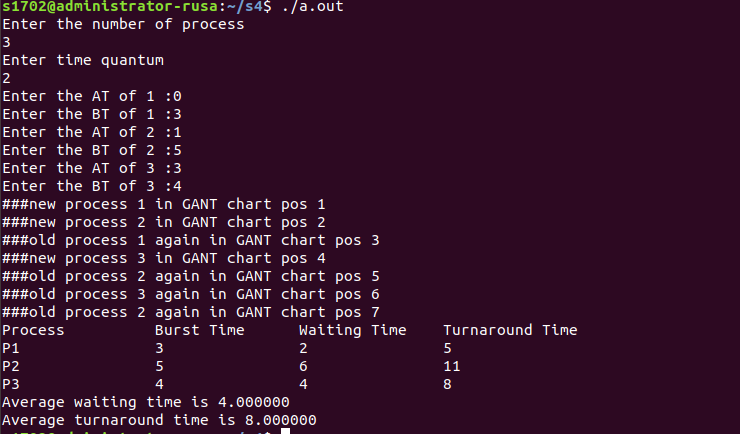 s1702@administrator-rusa:~/s4$ ./a.out
Enter the number of process
3
Enter time quantum
2
Enter the AT of 1 :0
Enter the BT of 1 :3
Enter the AT of 2 :1
Enter the BT of 2 :5
Enter the AT of 3 :3
Enter the BT of 3 :4
###new process 1 in GANT chart pos 1
###new process 2 in GANT chart pos 2
###old process 1 again in GANT chart pos 3
###new process 3 in GANT chart pos 4
###old process 2 again in GANT chart pos 5
###old process 3 again in GANT chart pos 6
###old process 2 again in GANT chart pos 7
Process Burst Time Waiting Time Turnaround Time
P1 3 2 5
P2 5 6 11
P3 4 4 8
Average waiting time is 4.000000
Average turnaround time is 8.000000